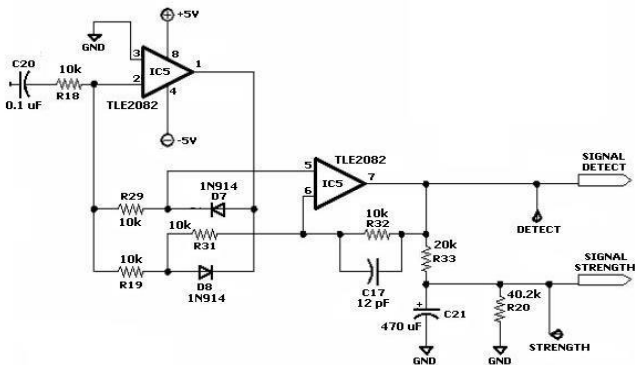 +5V
GND
C20
0.1 uF
10k
R18
3
2
8
1
4
IC5
TLE2082
-5V
TLE2082
5
6
7
IC5
SIGNAL
DETECT
DETECT
R29
10k
1N914
D7
10k
R31
R19
10k
D8
1N914
10k
R32
C17
12 pF
20k
R33
SIGNAL
STRENGTH
+
C21
470 uF
GND
40.2k
R20
GND
STRENGTH